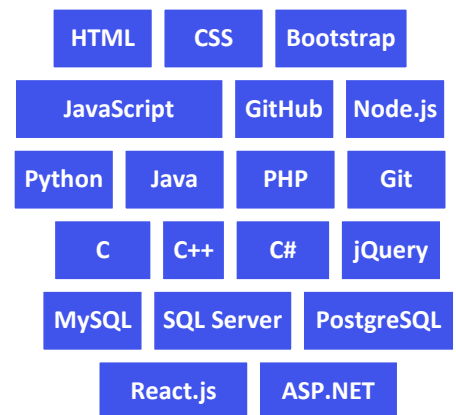 HTML CSS Bootstrap
JavaScript GitHub Node.js
Python Java PHP Git
C C++ C# jQuery
MySQL SQL Server PostgreSQL
React.js ASP.NET